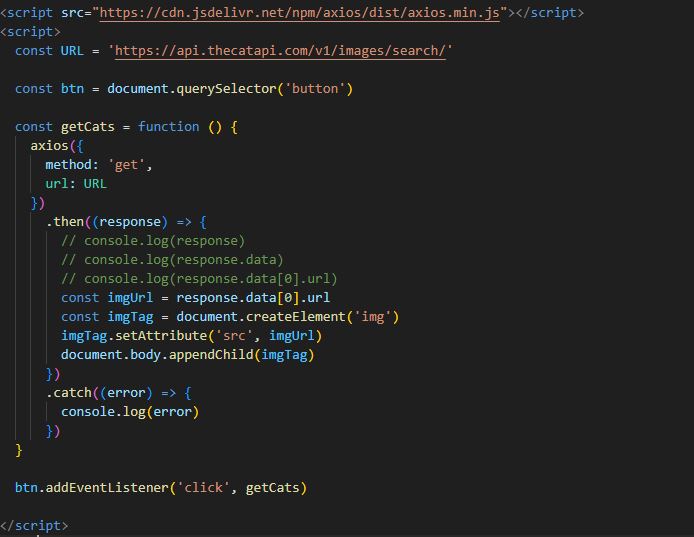 <script src="https://cdn.jsdelivr.net/npm/axios/dist/axios.min.js"></script>
<script>
  const URL = 'https://api.thecatapi.com/v1/images/search/'

  const btn = document.querySelector('button')

  const getCats = function () {
    axios({
      method: 'get',
      url: URL
    })
      .then((response) => {
        // console.log(response)
        // console.log(response.data)
        // console.log(response.data[0].url)
        const imgUrl = response.data[0].url
        const imgTag = document.createElement('img')
        imgTag.setAttribute('src', imgUrl)
        document.body.appendChild(imgTag)
      })
      .catch((error) => {
        console.log(error)
      })
  }

  btn.addEventListener('click', getCats)

</script>